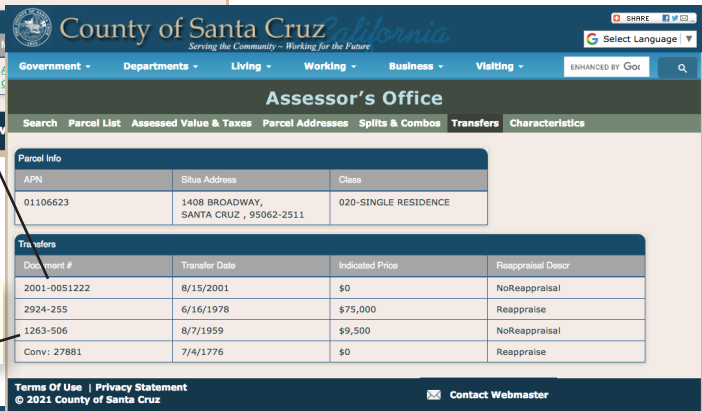 County of Santa Cruz
California
Serving the Community ~ Working for the Future
SHARE
Select Language
Government Departments Living Working Business Visiting ENHANCED BY Goo
Assessor's Office
Search Parcel List Assessed Value & Taxes Parcel Addresses Splits & Combos Transfers Characteristics
Parcel Info
APN Situs Address Class
01106623 1408 BROADWAY, 020-SINGLE RESIDENCE
SANTA CRUZ , 95062-2511
Transfers
Document # Transfer Date Indicated Price Reappraisal Descr
2001-0051222 8/15/2001 $0 NoReappraisal
2924-255 6/16/1978 $75,000 Reappraise
1263-506 8/7/1959 $9,500 NoReappraisal
Conv: 27881 7/4/1776 $0 Reappraise
Terms Of Use | Privacy Statement
© 2021 County of Santa Cruz
Contact Webmaster